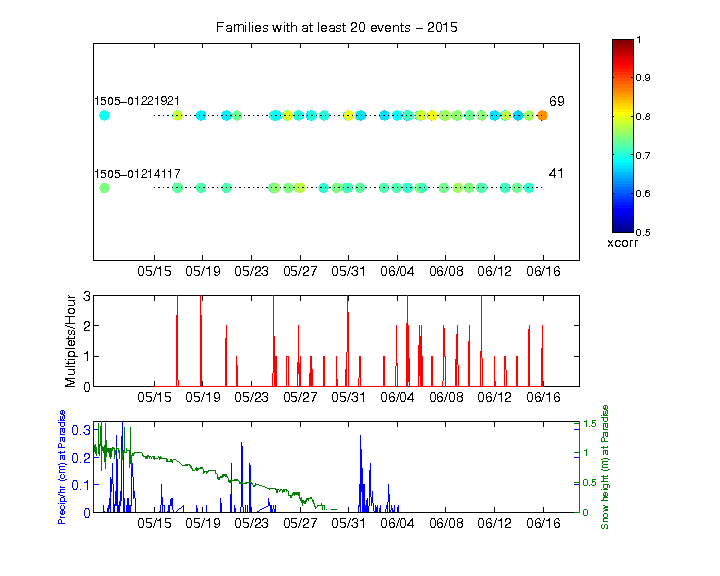 Families with at least 20 events – 2015
1505–01221921
69
1505–01214117
41
05/15 05/19 05/23 05/27 05/31 06/04 06/08 06/12 06/16
1
0.9
0.8
0.7
0.6
0.5
xcorr
Multiplets/Hour
3
2
1
0
05/15 05/19 05/23 05/27 05/31 06/04 06/08 06/12 06/16
Precip/hr (cm) at Paradise
0.3
0.2
0.1
0
1.5
1
0.5
0
Snow height (m) at Paradise
05/15 05/19 05/23 05/27 05/31 06/04 06/08 06/12 06/16